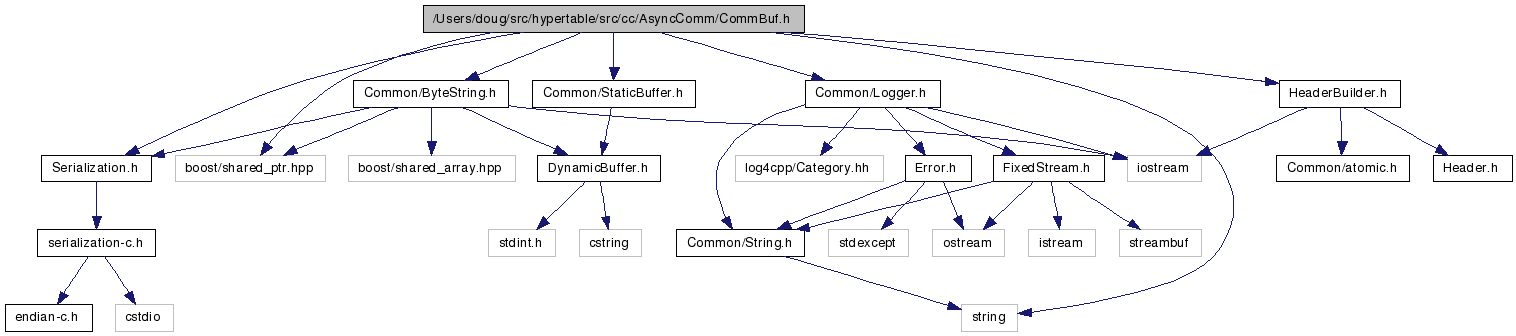 /Users/doug/src/hypertable/src/cc/AsyncComm/CommBuf.h
Common/ByteString.h
Common/StaticBuffer.h
Common/Logger.h
HeaderBuilder.h
Serialization.h
boost/shared_ptr.hpp
boost/shared_array.hpp
DynamicBuffer.h
log4cpp/Category.hh
Error.h
FixedStream.h
iostream
Common/atomic.h
Header.h
serialization-c.h
stdint.h
cstring
Common/String.h
stdexcept
ostream
istream
streambuf
endian-c.h
cstdio
string